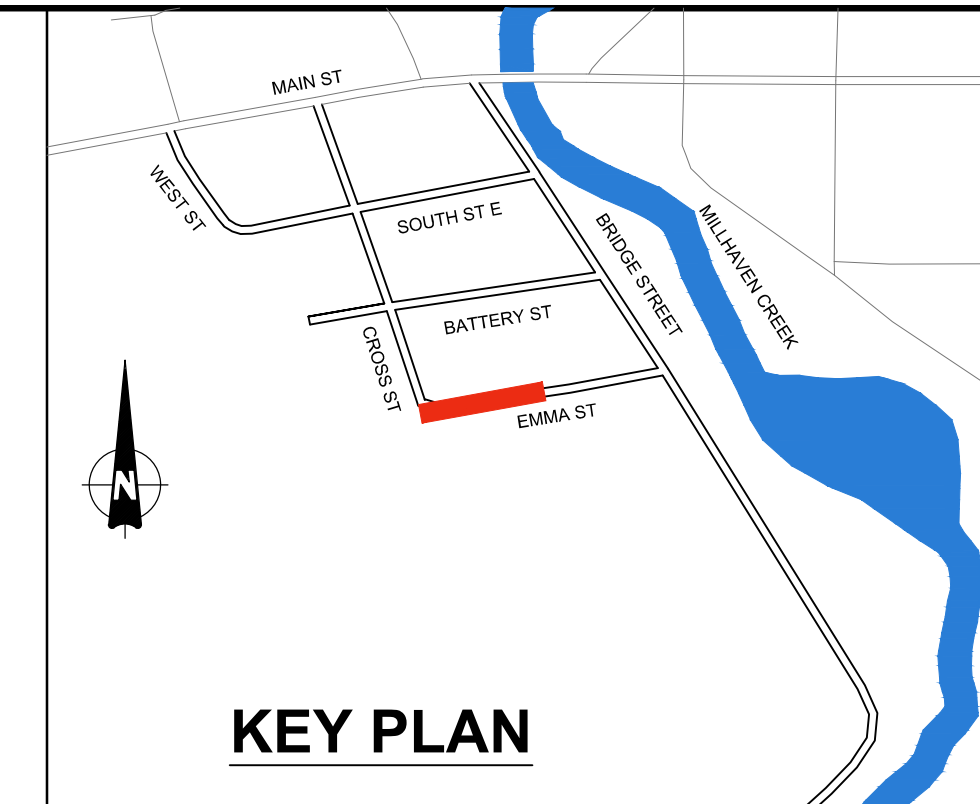 MAIN ST
WEST ST
SOUTH ST E
MILLHAVEN CREEK
BRIDGE STREET
BATTERY ST
CROSS ST
EMMA ST
N
KEY PLAN